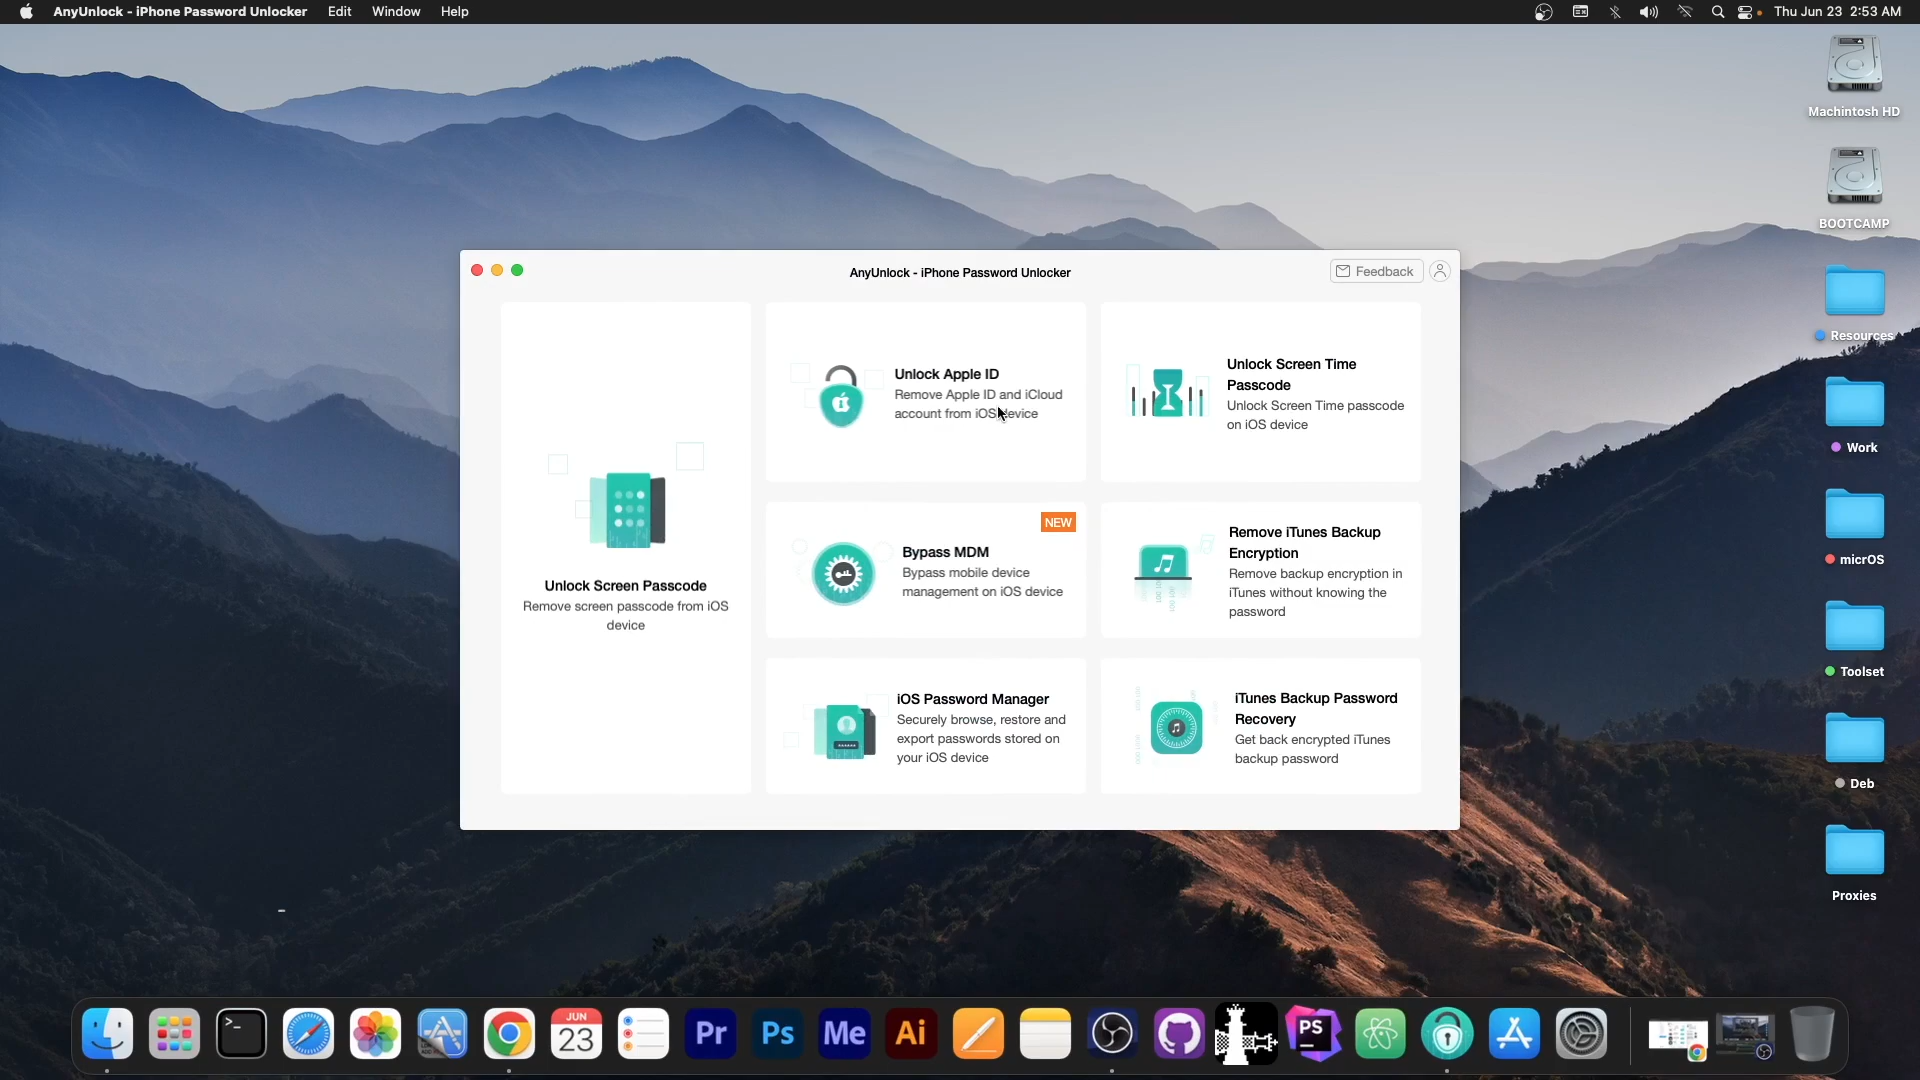 AnyUnlock - iPhone Password Unlocker Edit Window Help Thu Jun 23 2:53 AM
Machintosh HD
BOOTCAMP
Resources
Work
micrOS
Toolset
Deb
Proxies
AnyUnlock - iPhone Password Unlocker
Feedback
Unlock Screen Passcode
Remove screen passcode from iOS
device
Unlock Apple ID
Remove Apple ID and iCloud
account from iOS device
Unlock Screen Time
Passcode
Unlock Screen Time passcode
on iOS device
NEW
Bypass MDM
Bypass mobile device
management on iOS device
Remove iTunes Backup
Encryption
Remove backup encryption in
iTunes without knowing the
password
iOS Password Manager
Securely browse, restore and
export passwords stored on
your iOS device
iTunes Backup Password
Recovery
Get back encrypted iTunes
backup password
JUN
23
Pr
Ps
Me
Ai
PS